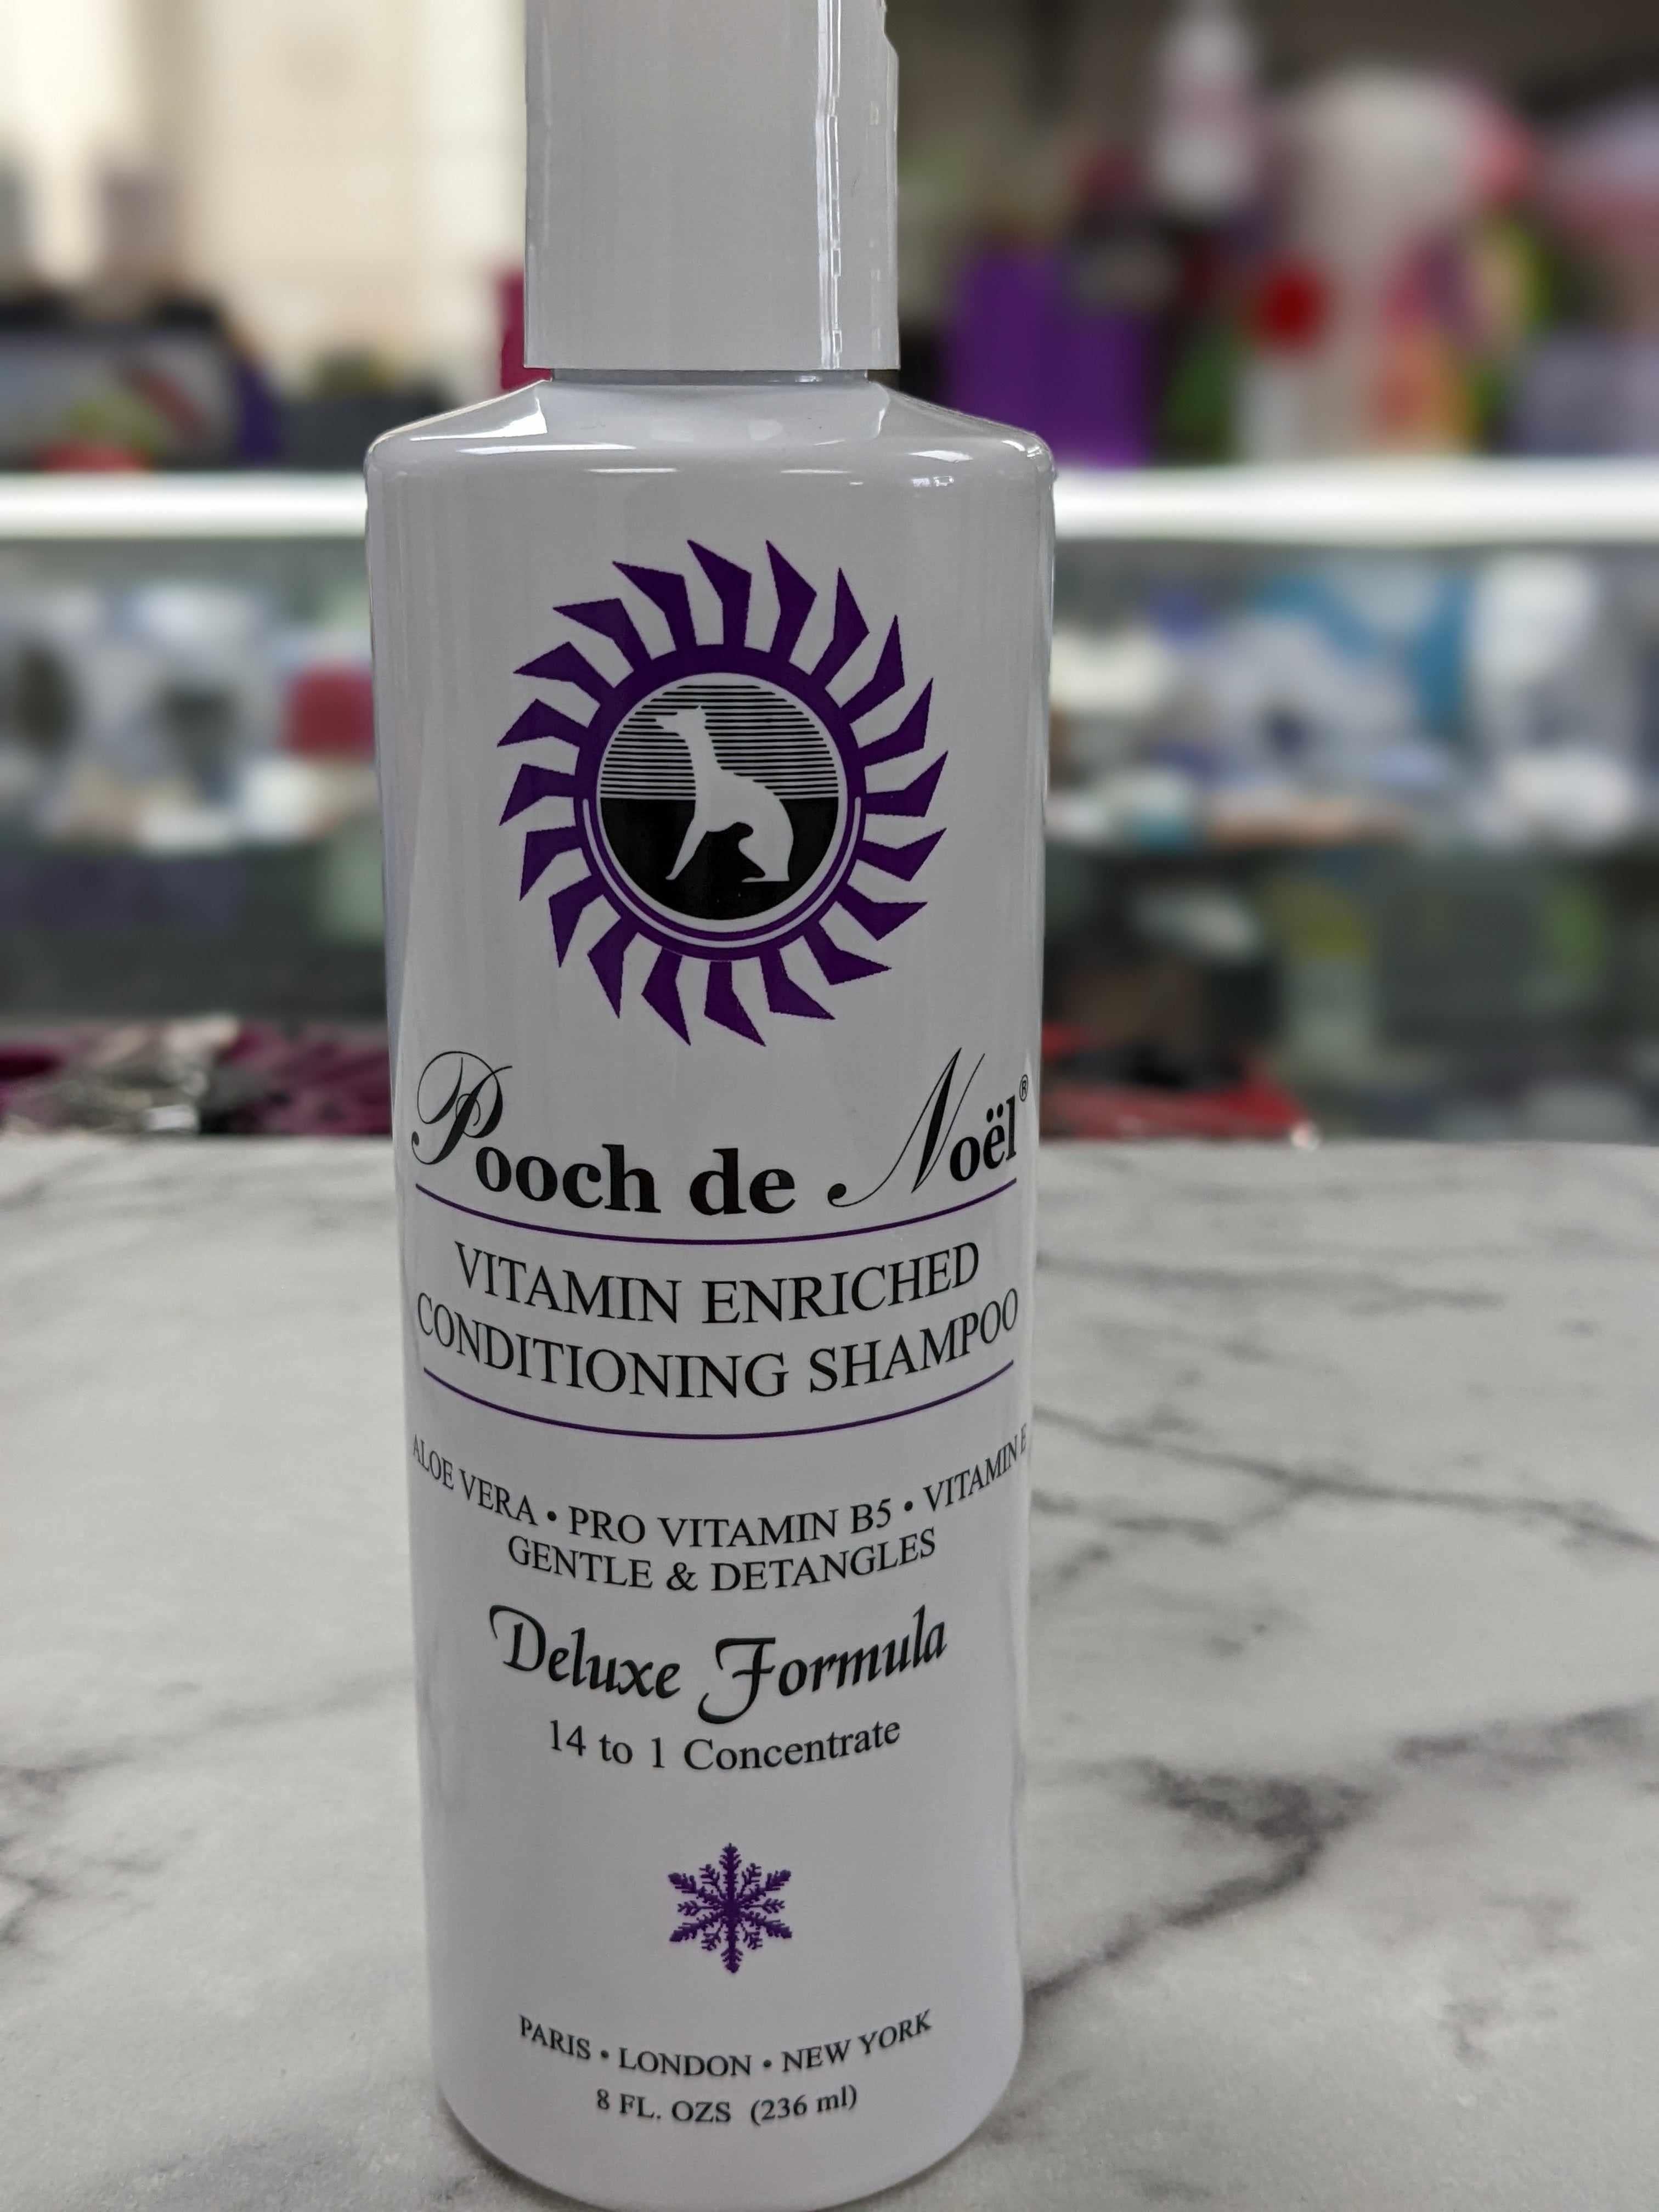 Pooch de Noël®
VITAMIN ENRICHED
CONDITIONING SHAMPOO
ALOE VERA • PRO VITAMIN B5 • VITAMIN E
GENTLE & DETANGLES
Deluxe Formula
14 to 1 Concentrate
PARIS • LONDON • NEW YORK
8 FL. OZS (236 ml)